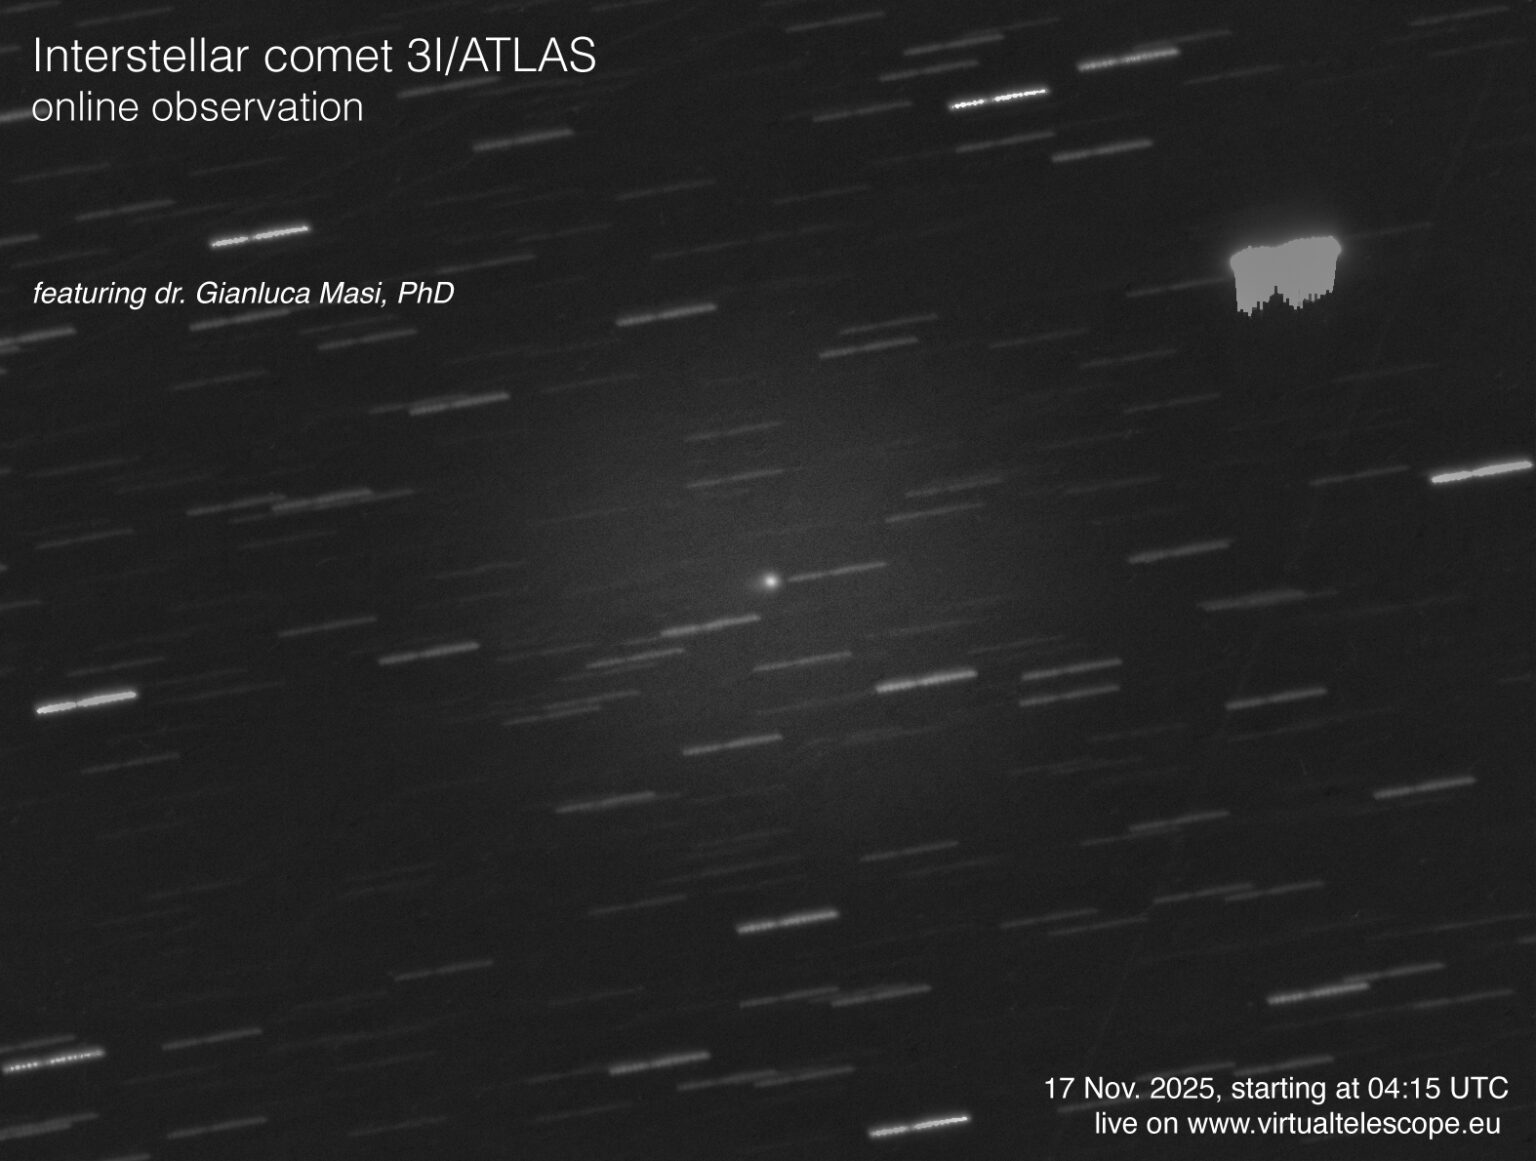 Interstellar comet 3I/ATLAS
online observation
featuring dr. Gianluca Masi, PhD
17 Nov. 2025, starting at 04:15 UTC
live on www.virtualtelescope.eu